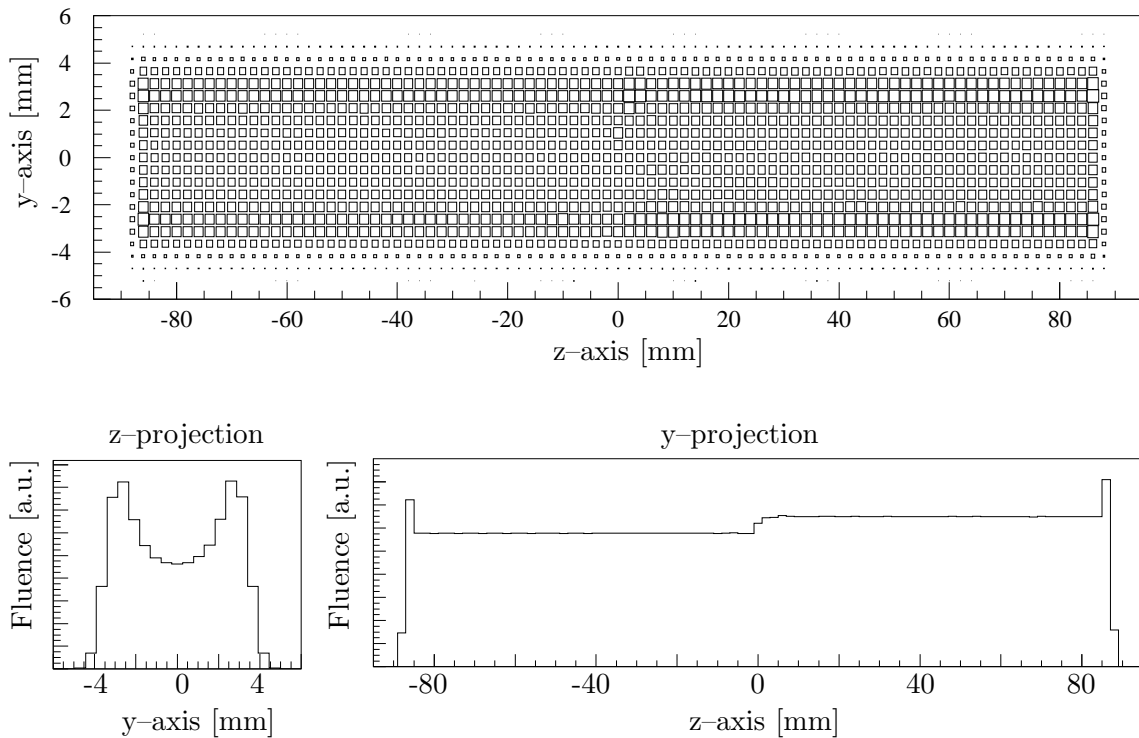 6
4
2
0
-2
-4
-6
y–axis [mm]
-80 -60 -40 -20 0 20 40 60 80
z–axis [mm]
z–projection
Fluence [a.u.]
-4 0 4
y–axis [mm]
y–projection
Fluence [a.u.]
-80 -40 0 40 80
z–axis [mm]